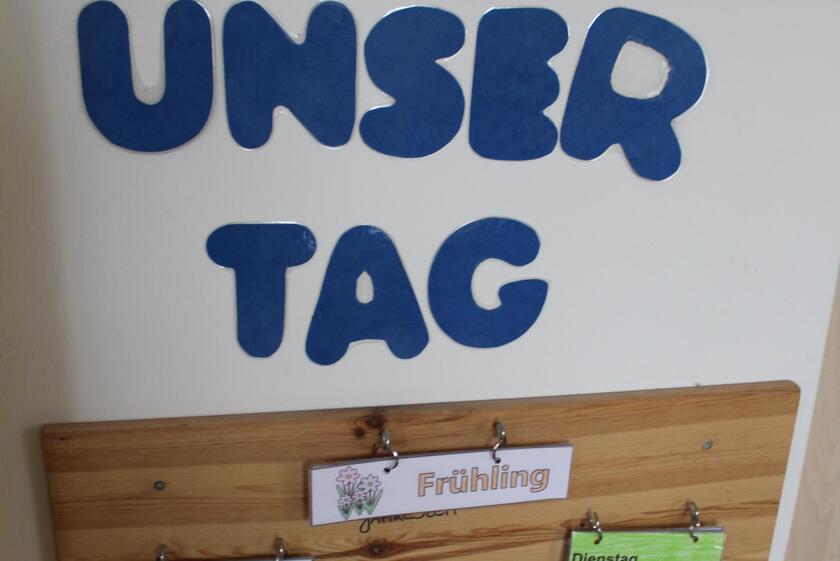 UNSER
TAG
Frühling
Dienstag